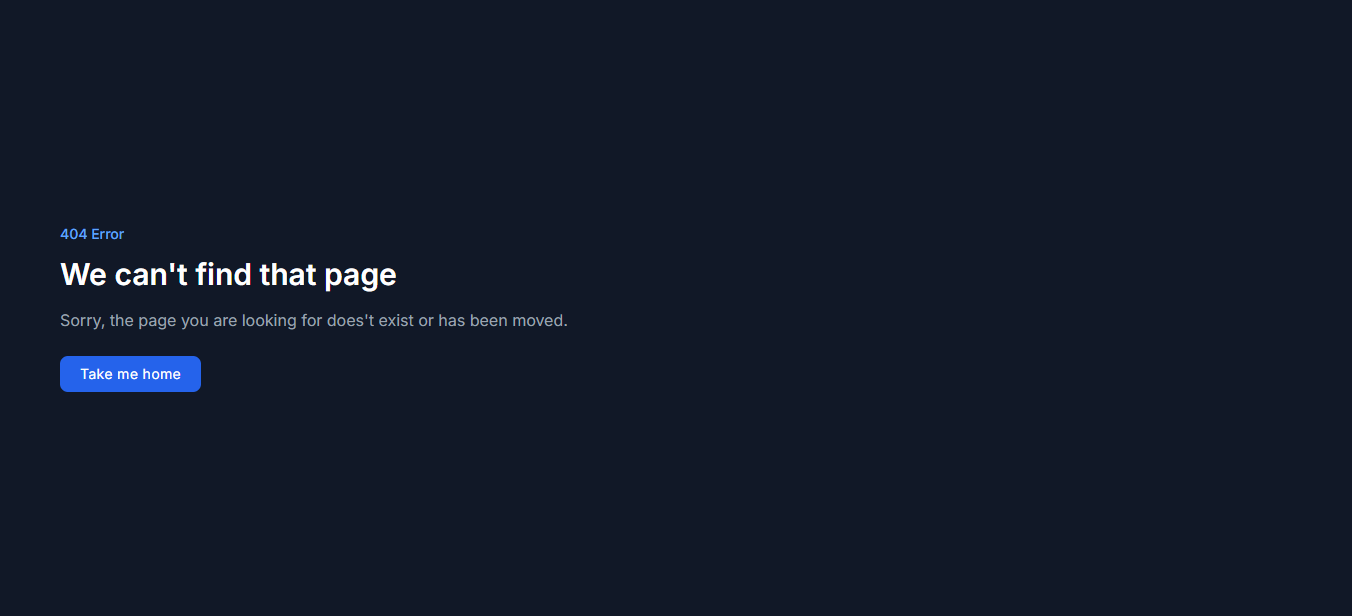 404 Error
We can't find that page
Sorry, the page you are looking for does't exist or has been moved.
Take me home